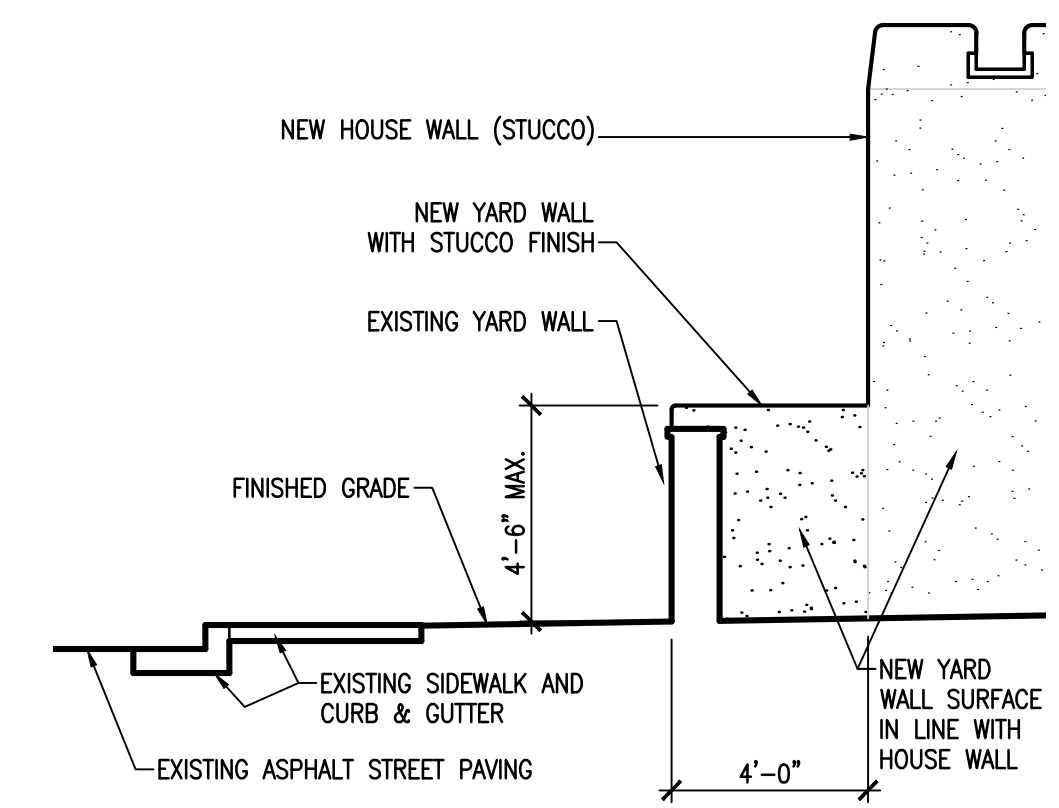 NEW HOUSE WALL (STUCCO)
NEW YARD WALL
WITH STUCCO FINISH
EXISTING YARD WALL
FINISHED GRADE
4'-6" MAX.
EXISTING SIDEWALK AND
CURB & GUTTER
EXISTING ASPHALT STREET PAVING
4'-0"
NEW YARD
WALL SURFACE
IN LINE WITH
HOUSE WALL